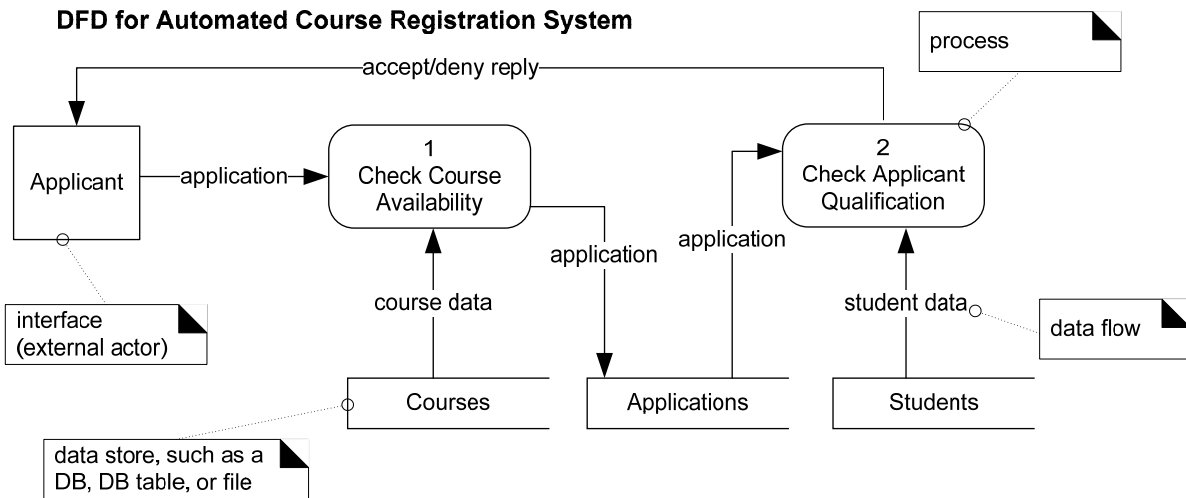 DFD for Automated Course Registration System
process
accept/deny reply
Applicant
application
1
Check Course
Availability
2
Check Applicant
Qualification
application
application
interface
(external actor)
course data
student data
data flow
Courses
Applications
Students
data store, such as a
DB, DB table, or file